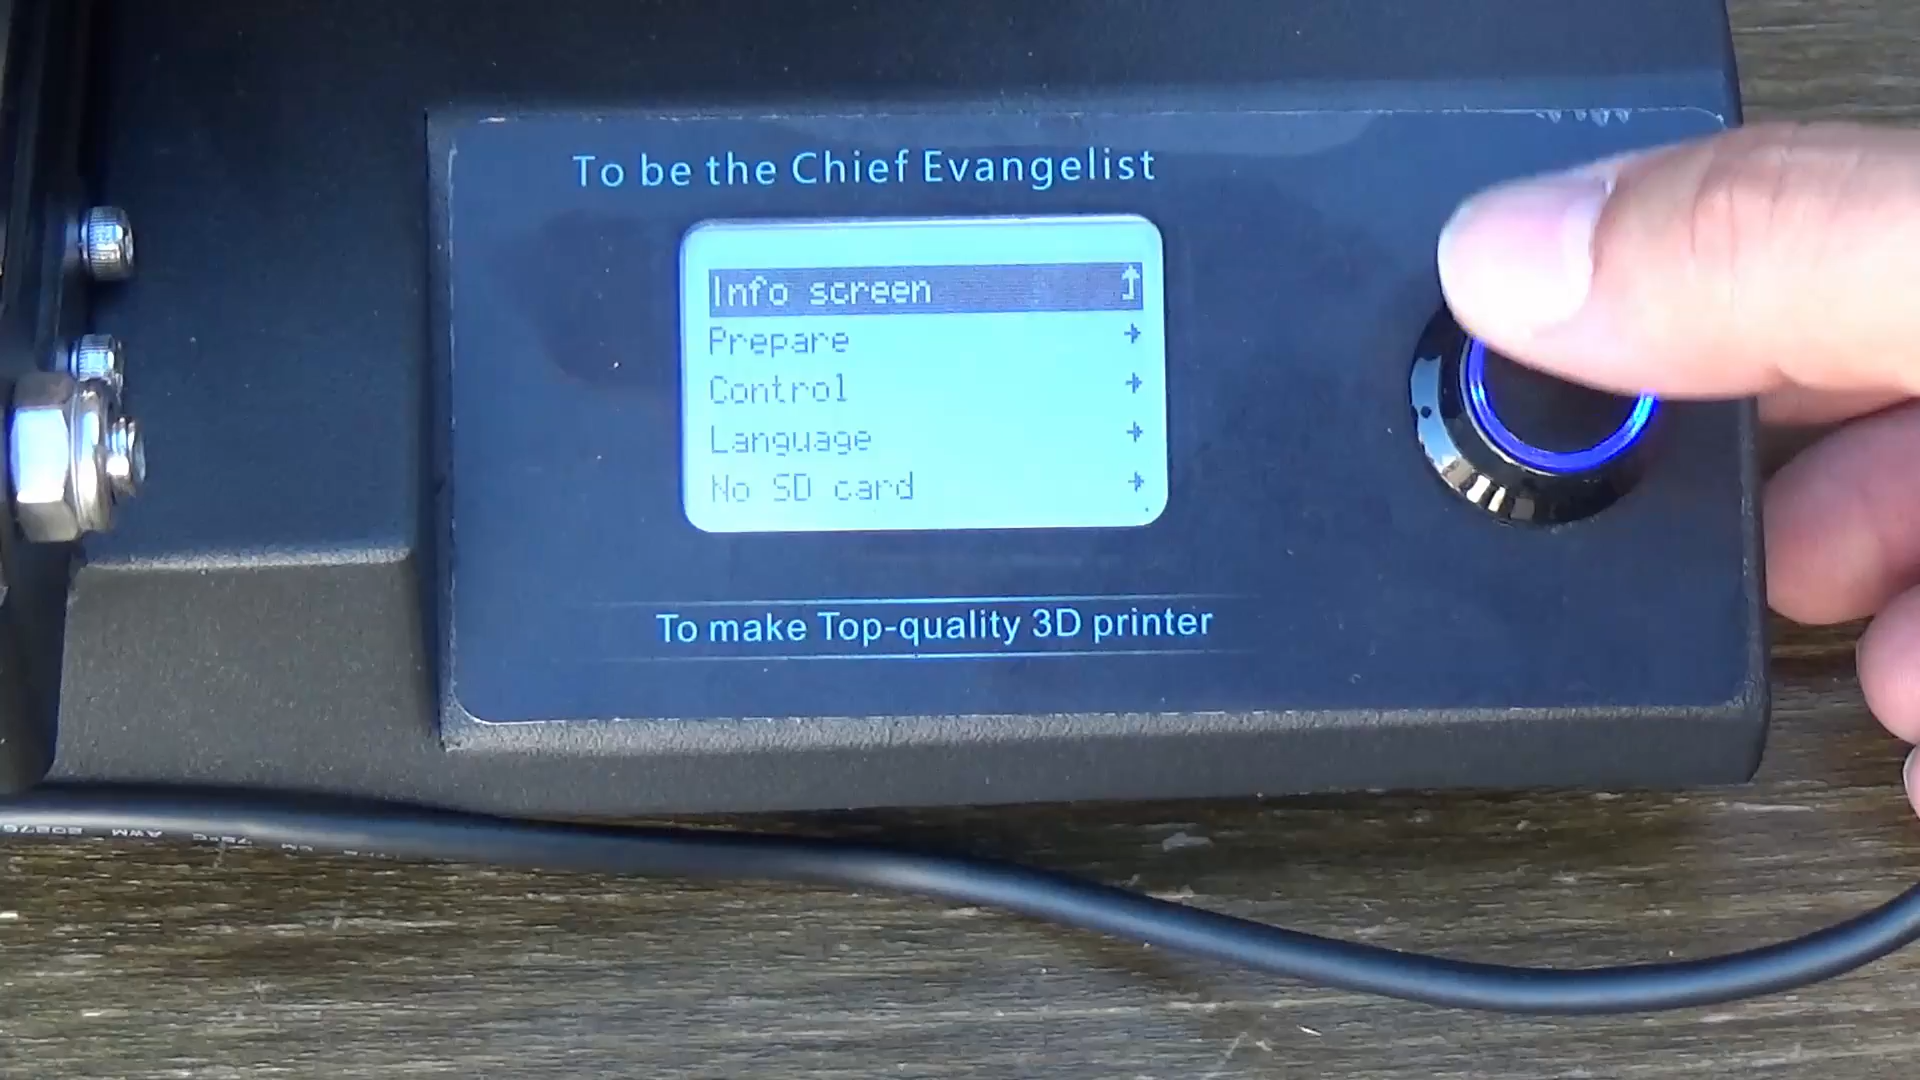 To be the Chief Evangelist
Info screen
Prepare
Control
Language
No SD card
To make Top-quality 3D printer
AWM